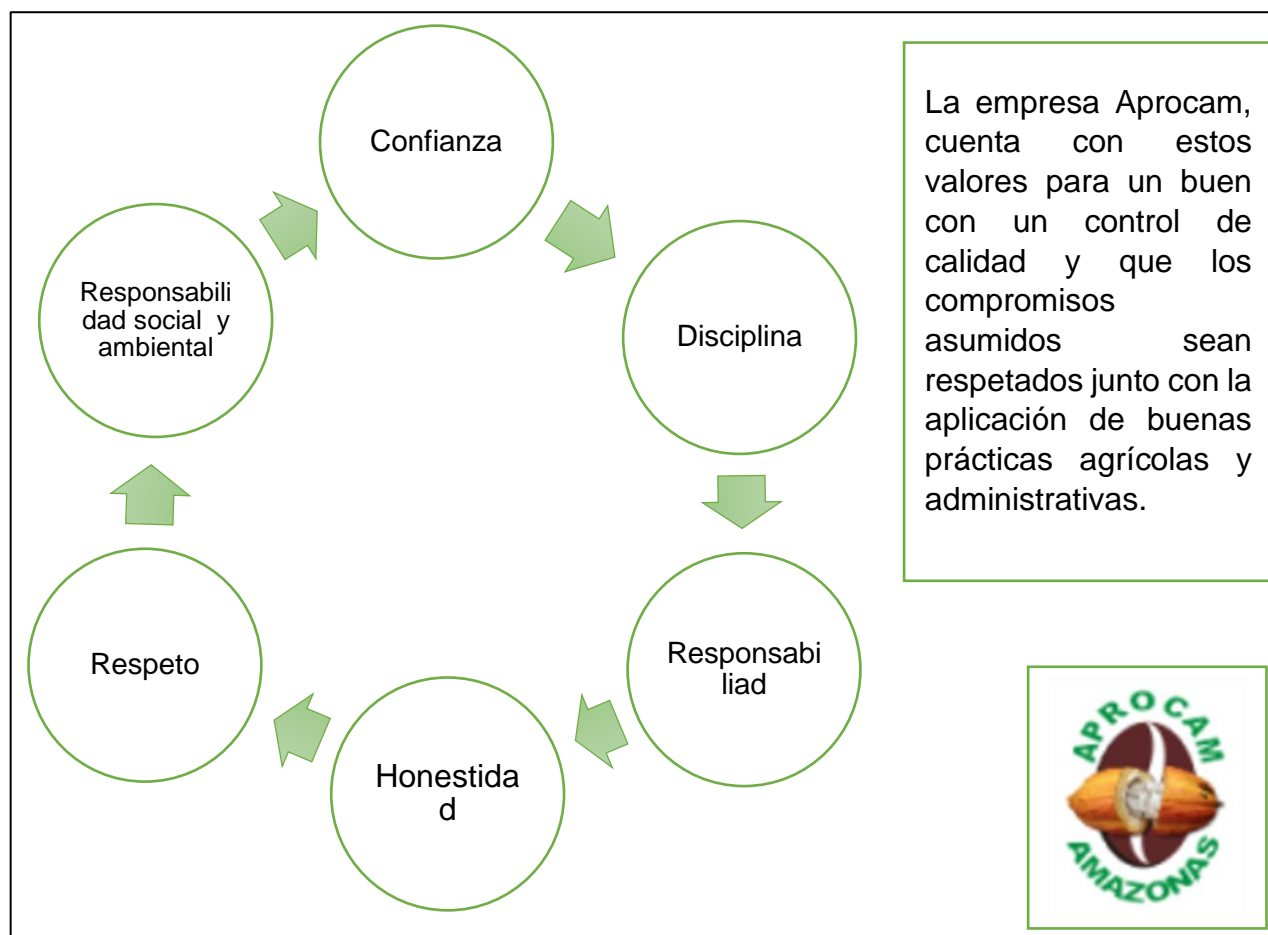 Confianza
Disciplina
Responsabi
liad
Honestida
d
Respeto
Responsabili
dad social y
ambiental
La empresa Aprocam,
cuenta con estos
valores para un buen
con un control de
calidad y que los
compromisos
asumidos sean
respetados junto con la
aplicación de buenas
prácticas agrícolas y
administrativas.
APROCAM
AMAZONAS